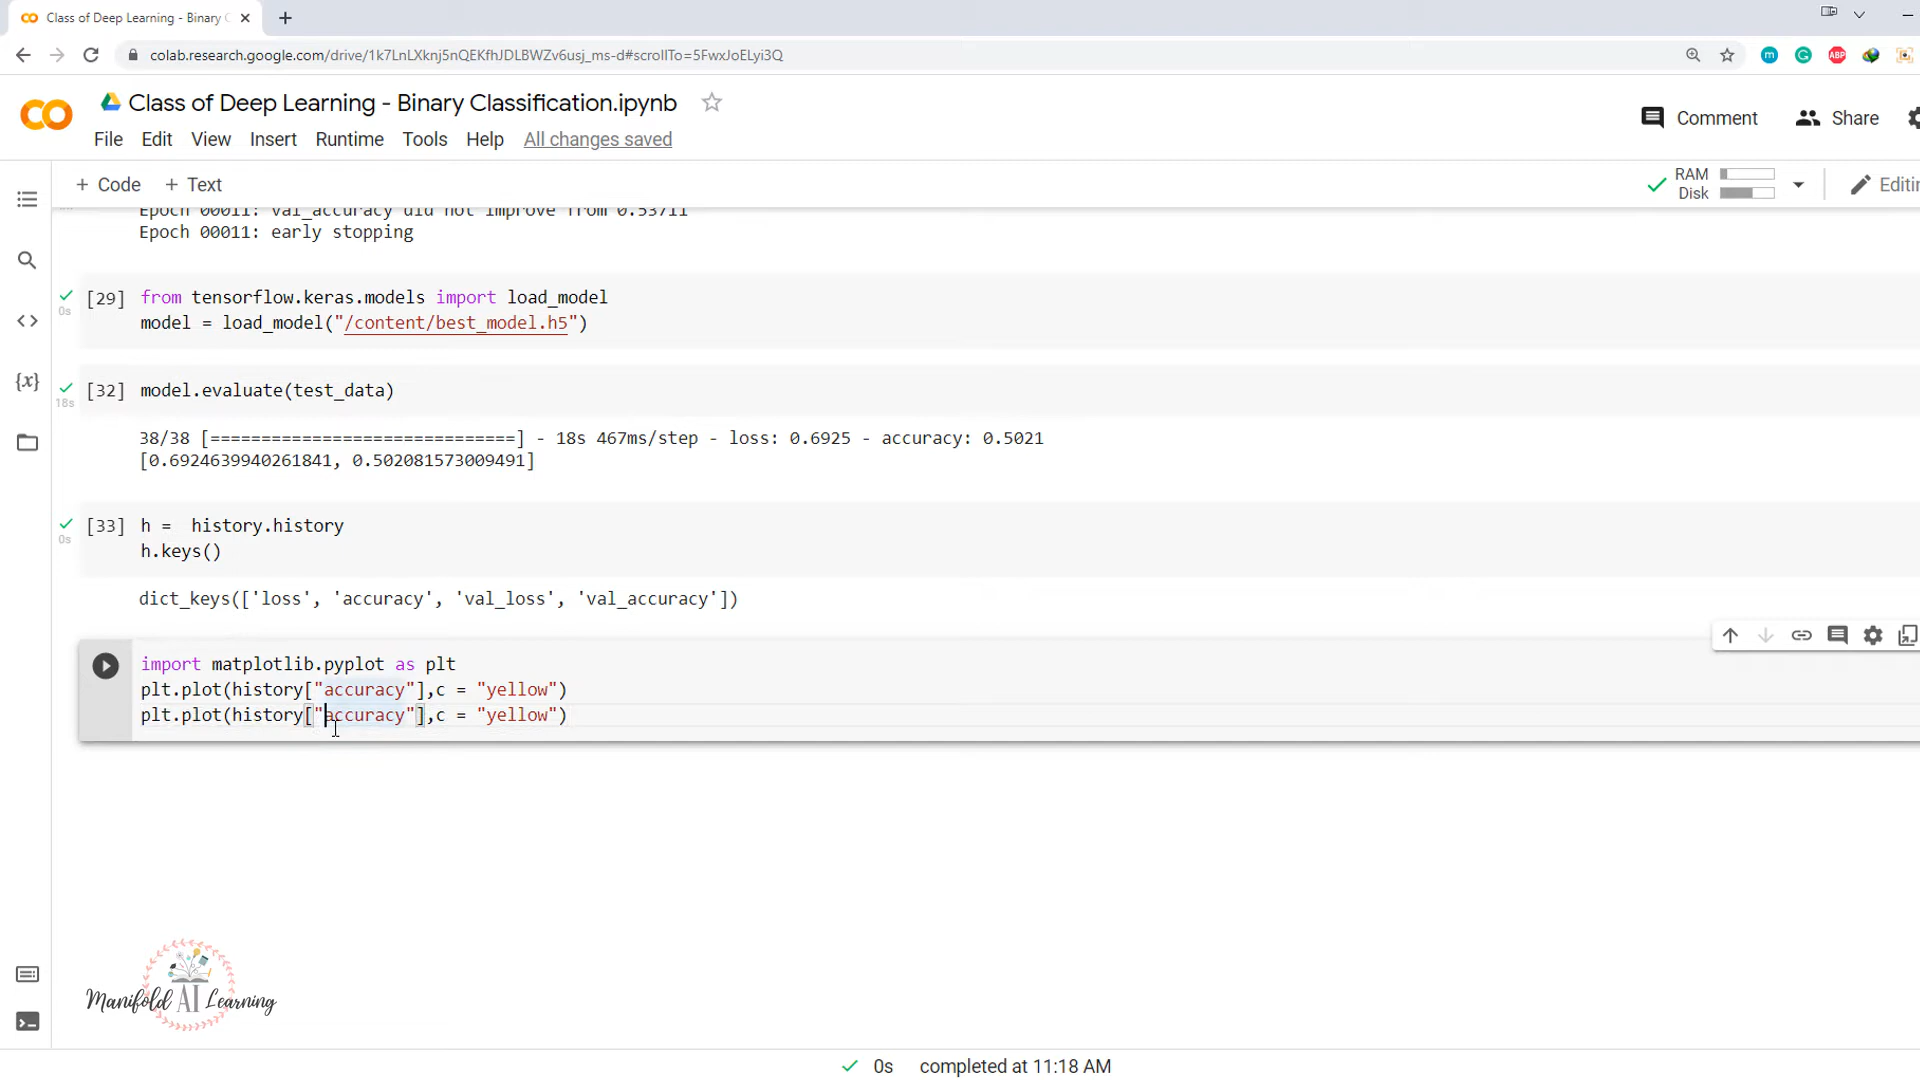 Class of Deep Learning - Binary C
colab.research.google.com/drive/1k7LnLXknj5nQEKfhJDLBWZv6usj_ms-d#scrollTo=5FwxJoELyi3Q
ABP
Class of Deep Learning - Binary Classification.ipynb
Comment
Share
File Edit View Insert Runtime Tools Help All changes saved
+ Code + Text
RAM
Disk
Editin
Epoch 00011: val_accuracy did not improve from 0.53711
Epoch 00011: early stopping
[29] from tensorflow.keras.models import load_model
0s
model = load_model("/content/best_model.h5")
[32] model.evaluate(test_data)
18s
38/38 [==============================] - 18s 467ms/step - loss: 0.6925 - accuracy: 0.5021
[0.6924639940261841, 0.502081573009491]
[33] h =  history.history
0s
h.keys()
dict_keys(['loss', 'accuracy', 'val_loss', 'val_accuracy'])
import matplotlib.pyplot as plt
plt.plot(history["accuracy"],c = "yellow")
plt.plot(history["accuracy"],c = "yellow")
Manifold AI Learning
0s completed at 11:18 AM